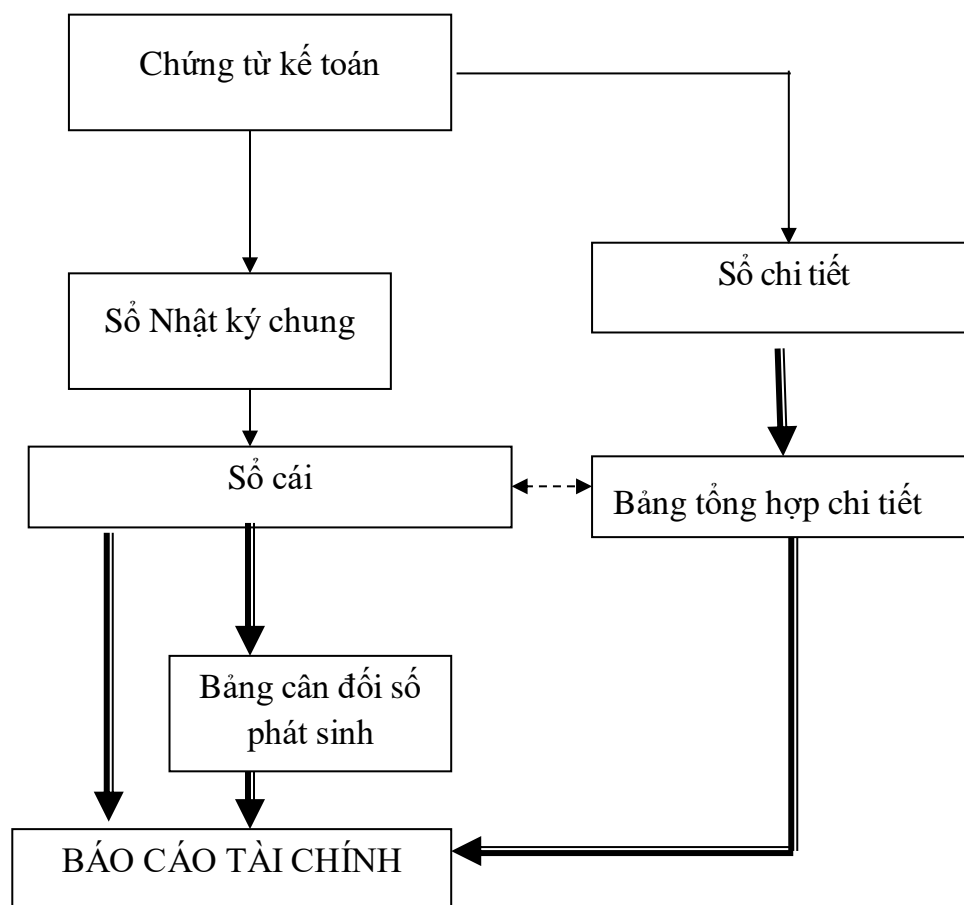 Chứng từ kế toán
Sổ chi tiết
Sổ Nhật ký chung
Sổ cái
Bảng tổng hợp chi tiết
Bảng cân đối số
phát sinh
BÁO CÁO TÀI CHÍNH